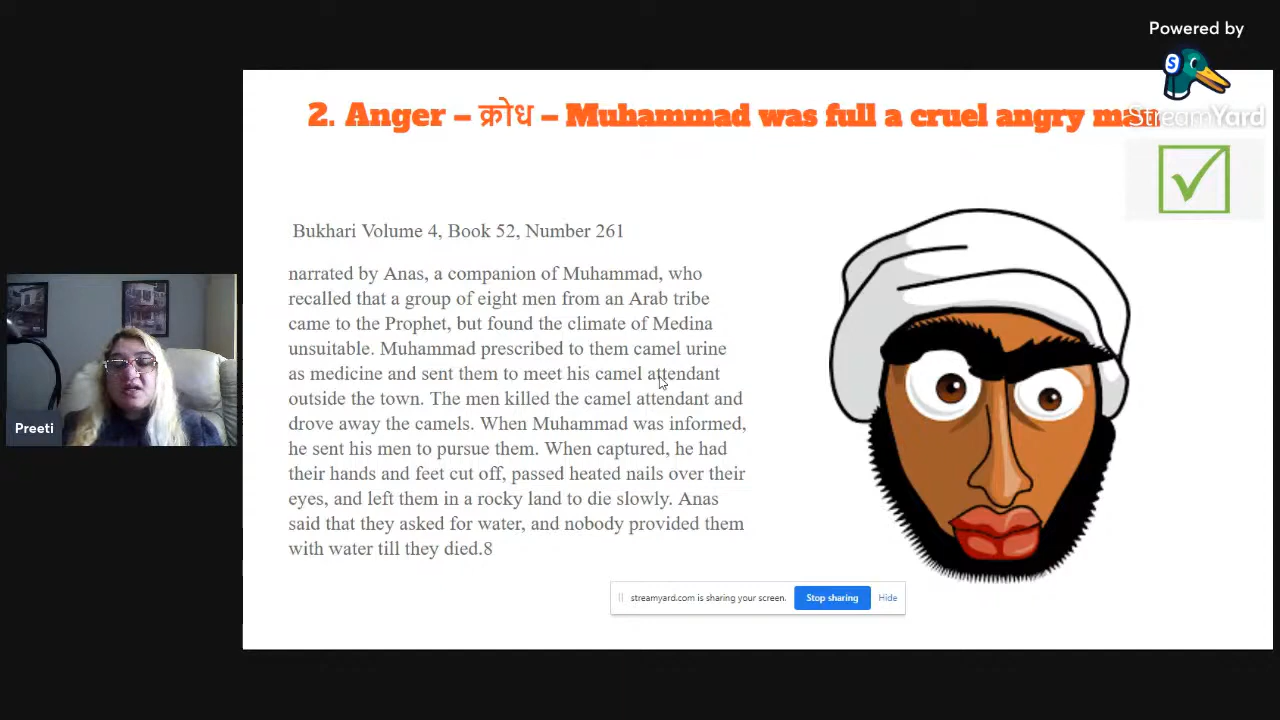 Powered by
StreamYard
2. Anger – क्रोध – Muhammad was full a cruel angry man
Bukhari Volume 4, Book 52, Number 261
narrated by Anas, a companion of Muhammad, who
recalled that a group of eight men from an Arab tribe
came to the Prophet, but found the climate of Medina
unsuitable. Muhammad prescribed to them camel urine
as medicine and sent them to meet his camel attendant
outside the town. The men killed the camel attendant and
drove away the camels. When Muhammad was informed,
he sent his men to pursue them. When captured, he had
their hands and feet cut off, passed heated nails over their
eyes, and left them in a rocky land to die slowly. Anas
said that they asked for water, and nobody provided them
with water till they died.8
Preeti
streamyard.com is sharing your screen. Stop sharing Hide